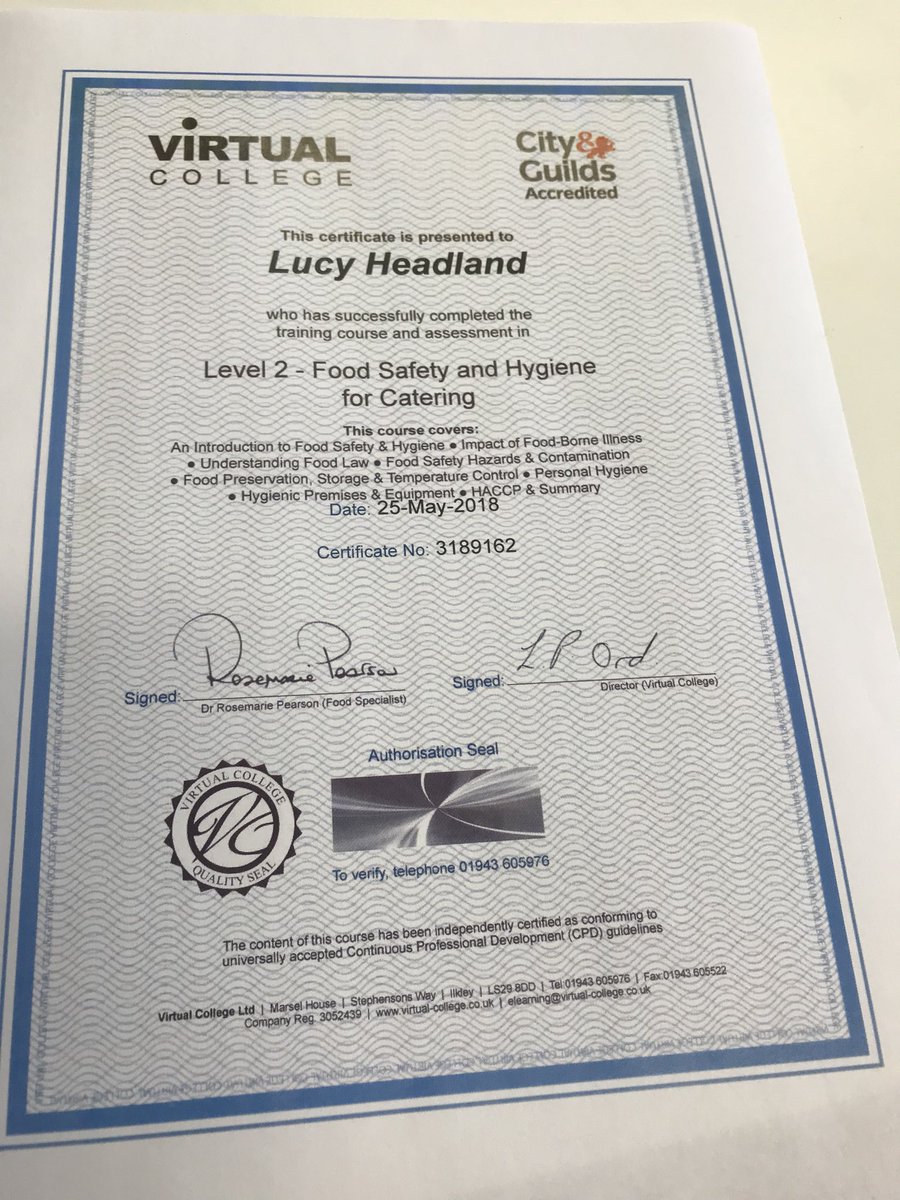 VIRTUAL
COLLEGE
City&
Guilds
Accredited
This certificate is presented to
Lucy Headland
who has successfully completed the
training course and assessment in
Level 2 - Food Safety and Hygiene
for Catering
This course covers:
An Introduction to Food Safety & Hygiene ● Impact of Food-Borne Illness
● Understanding Food Law ● Food Safety Hazards & Contamination
● Food Preservation, Storage & Temperature Control ● Personal Hygiene
● Hygienic Premises & Equipment ● HACCP & Summary
Date: 25-May-2018
Certificate No: 3189162
Rosemarie Pearson
Signed:
Dr Rosemarie Pearson (Food Specialist)
L P Ord
Signed:
Director (Virtual College)
Authorisation Seal
VIRTUAL COLLEGE
VC
QUALITY SEAL
To verify, telephone 01943 605976
The content of this course has been independently certified as conforming to
universally accepted Continuous Professional Development (CPD) guidelines
Virtual College Ltd | Marsel House | Stephensons Way | Ilkley | LS29 8DD | Tel:01943 605976 | Fax:01943 605522
Company Reg. 3052439 | www.virtual-college.co.uk | elearning@virtual-college.co.uk